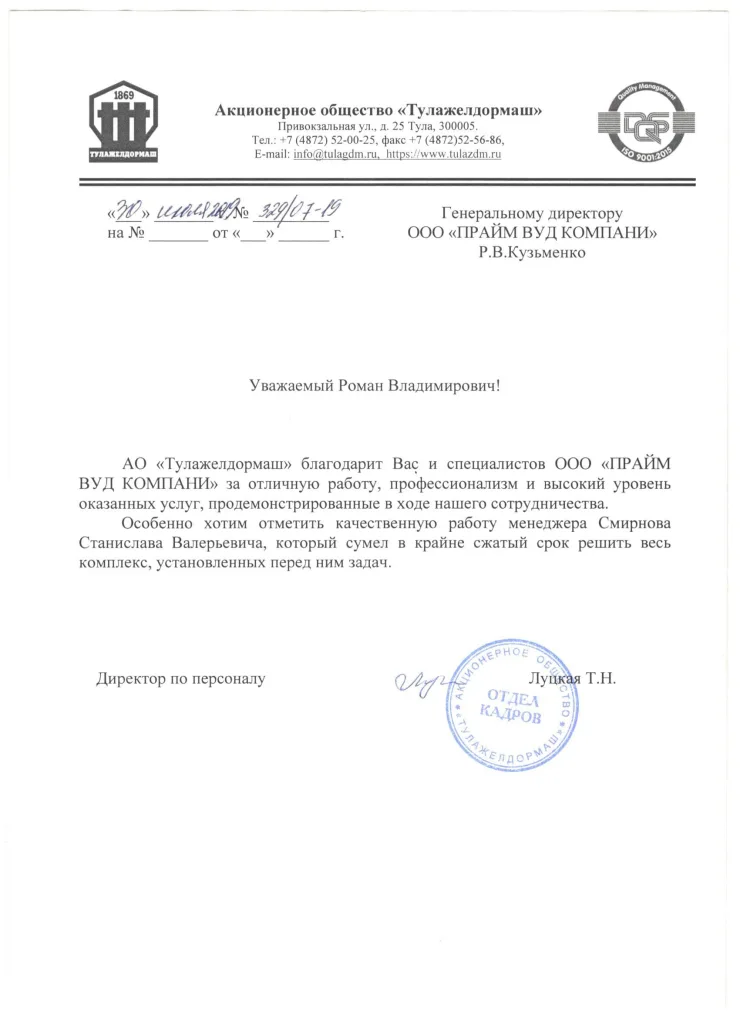 1869
ТУЛАЖЕЛДОРМАШ
Акционерное общество «Тулажелдормаш»
Привокзальная ул., д. 25 Тула, 300005.
Тел.: +7 (4872) 52-00-25, факс +7 (4872)52-56-86,
E-mail: info@tulagdm.ru, https://www.tulazdm.ru
Quality Management
DQS
ISO 9001:2015
«30» июля 2019 № 329/07-19
на № _______ от «___» ______ г.
Генеральному директору
ООО «ПРАЙМ ВУД КОМПАНИ»
Р.В.Кузьменко
Уважаемый Роман Владимирович!
АО «Тулажелдормаш» благодарит Вас и специалистов ООО «ПРАЙМ
ВУД КОМПАНИ» за отличную работу, профессионализм и высокий уровень
оказанных услуг, продемонстрированные в ходе нашего сотрудничества.
Особенно хотим отметить качественную работу менеджера Смирнова
Станислава Валерьевича, который сумел в крайне сжатый срок решить весь
комплекс, установленных перед ним задач.
Директор по персоналу
Луцкая Т.Н.
АКЦИОНЕРНОЕ ОБЩЕСТВО
«ТУЛАЖЕЛДОРМАШ»
ОТДЕЛ
КАДРОВ